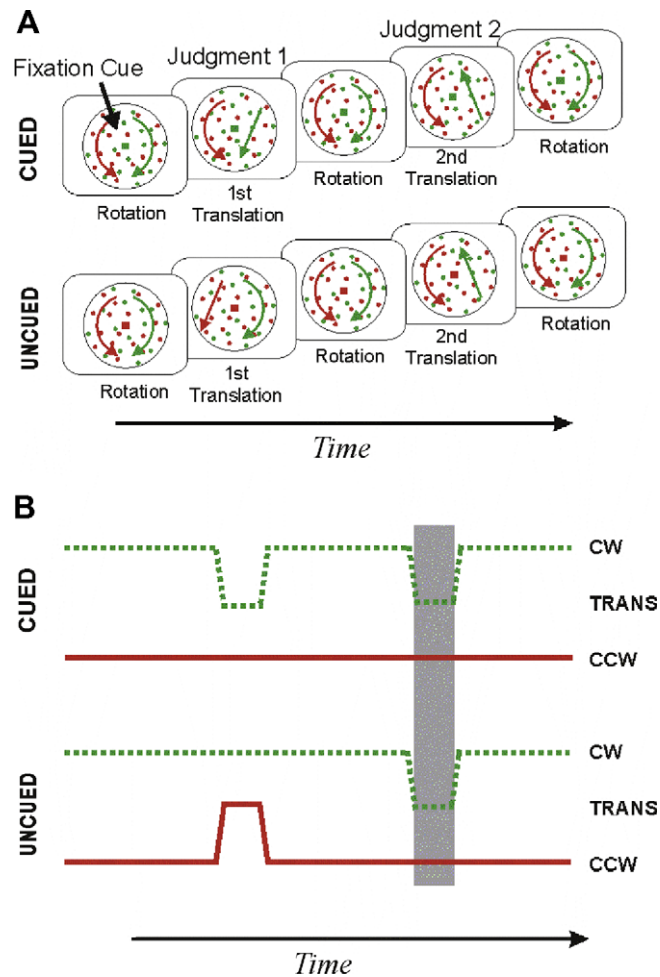 A
Judgment 1
Judgment 2
Fixation Cue
CUED
Rotation
1st
Translation
Rotation
2nd
Translation
Rotation
UNCUED
Rotation
1st
Translation
Rotation
2nd
Translation
Rotation
Time
B
CUED
CW
TRANS
CCW
UNCUED
CW
TRANS
CCW
Time